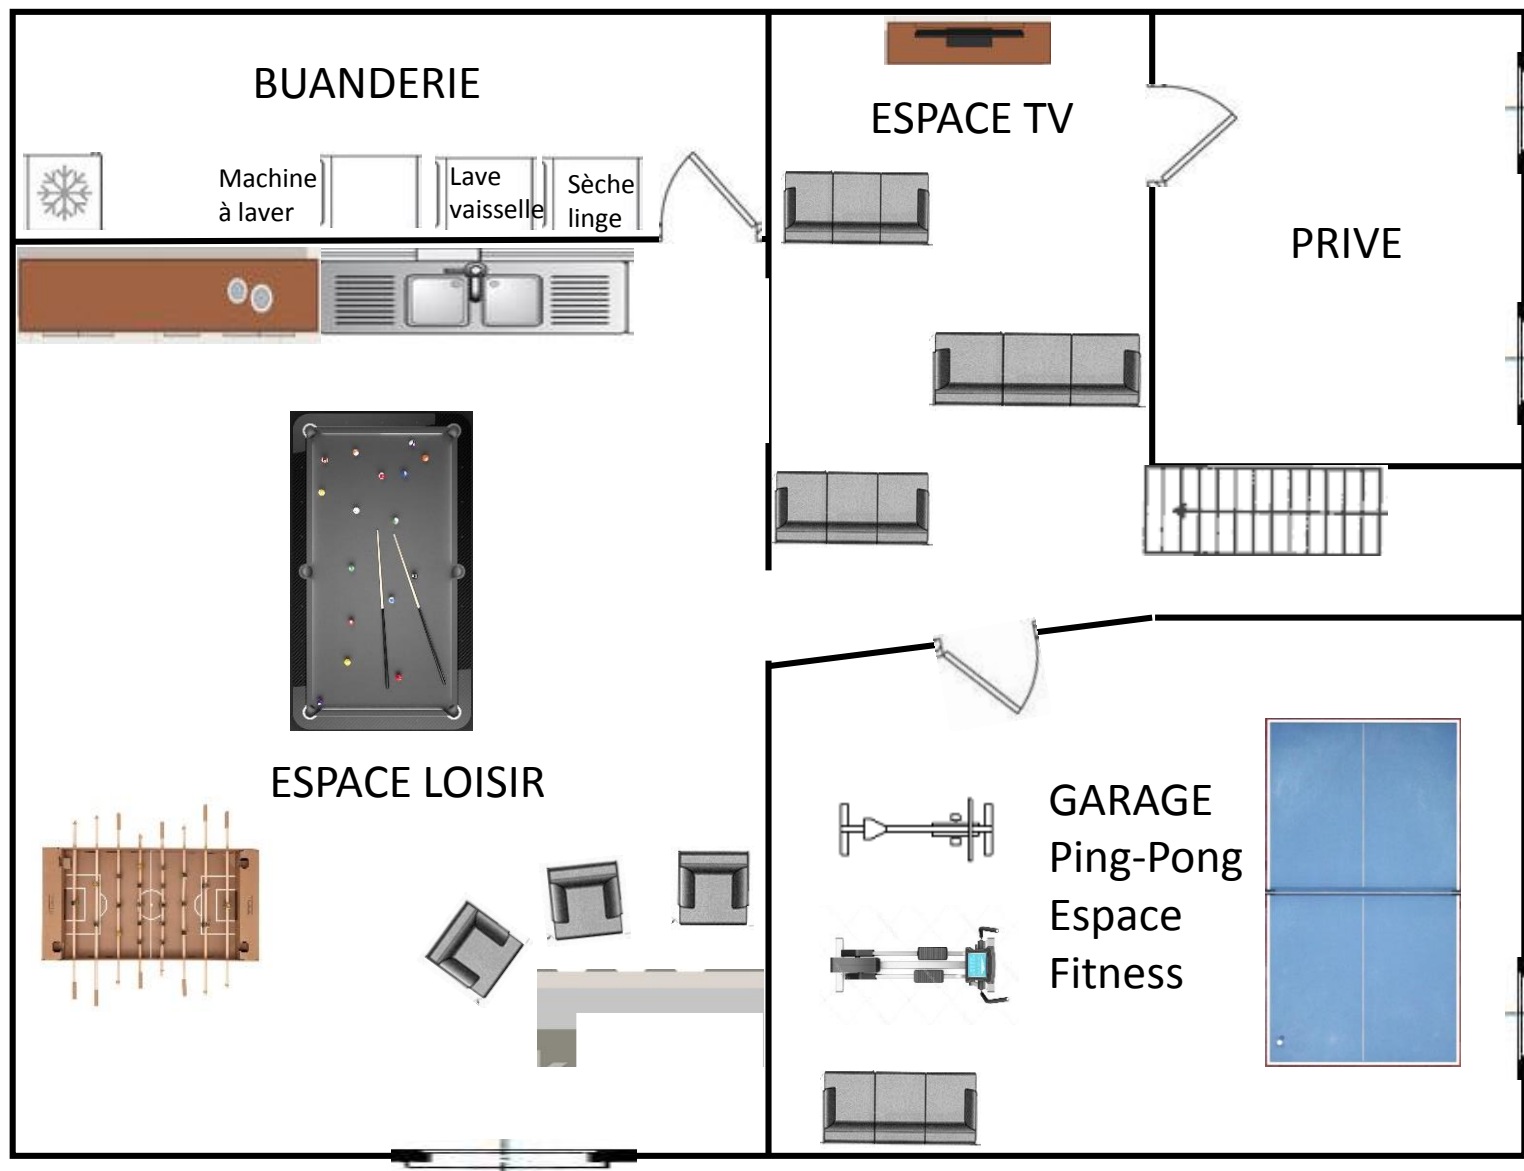 BUANDERIE
ESPACE TV
Machine
à laver
Lave
vaisselle
Sèche
linge
PRIVE
ESPACE LOISIR
GARAGE
Ping-Pong
Espace
Fitness